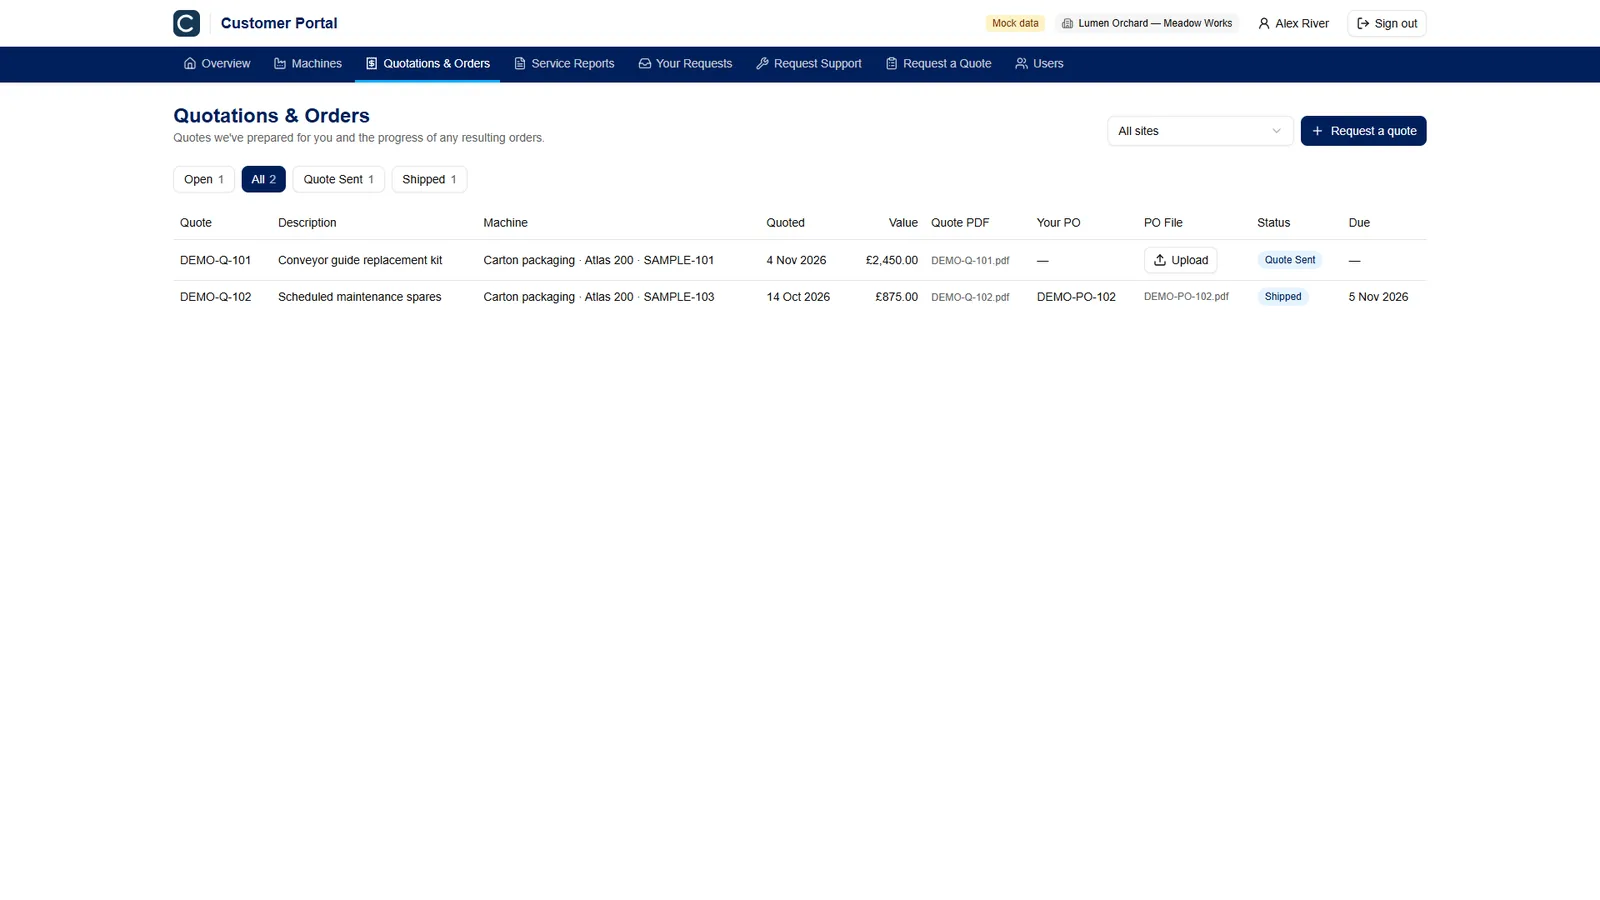 C Customer Portal Mock data Lumen Orchard — Meadow Works Alex River Sign out
Overview Machines Quotations & Orders Service Reports Your Requests Request Support Request a Quote Users
Quotations & Orders
Quotes we've prepared for you and the progress of any resulting orders.
All sites Request a quote
Open 1 All 2 Quote Sent 1 Shipped 1
Quote Description Machine Quoted Value Quote PDF Your PO PO File Status Due
DEMO-Q-101 Conveyor guide replacement kit Carton packaging · Atlas 200 · SAMPLE-101 4 Nov 2026 £2,450.00 DEMO-Q-101.pdf — Upload Quote Sent —
DEMO-Q-102 Scheduled maintenance spares Carton packaging · Atlas 200 · SAMPLE-103 14 Oct 2026 £875.00 DEMO-Q-102.pdf DEMO-PO-102 DEMO-PO-102.pdf Shipped 5 Nov 2026